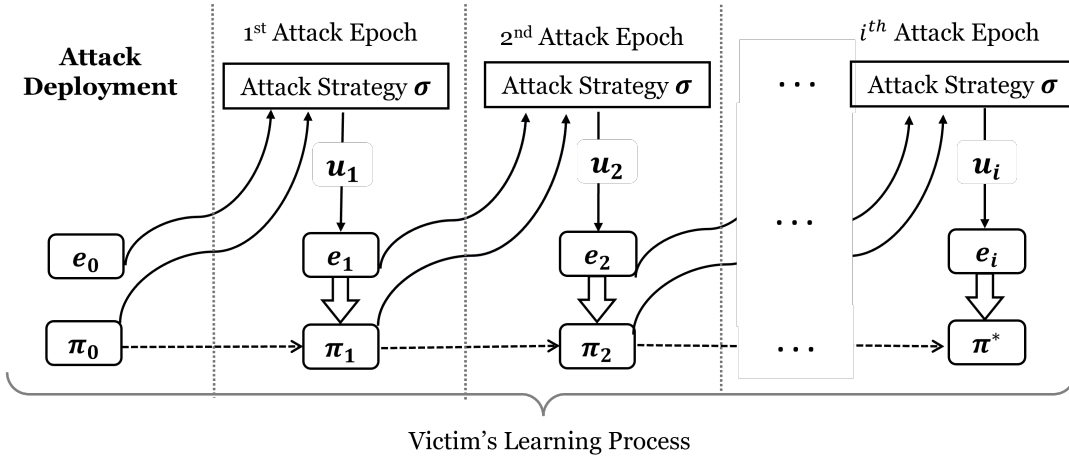 Attack
Deployment
1st Attack Epoch
2nd Attack Epoch
ith Attack Epoch
Attack Strategy σ
Attack Strategy σ
. . .
Attack Strategy σ
u1
u2
ui
. . .
e0
e1
e2
ei
π0
π1
π2
. . .
π*
Victim's Learning Process